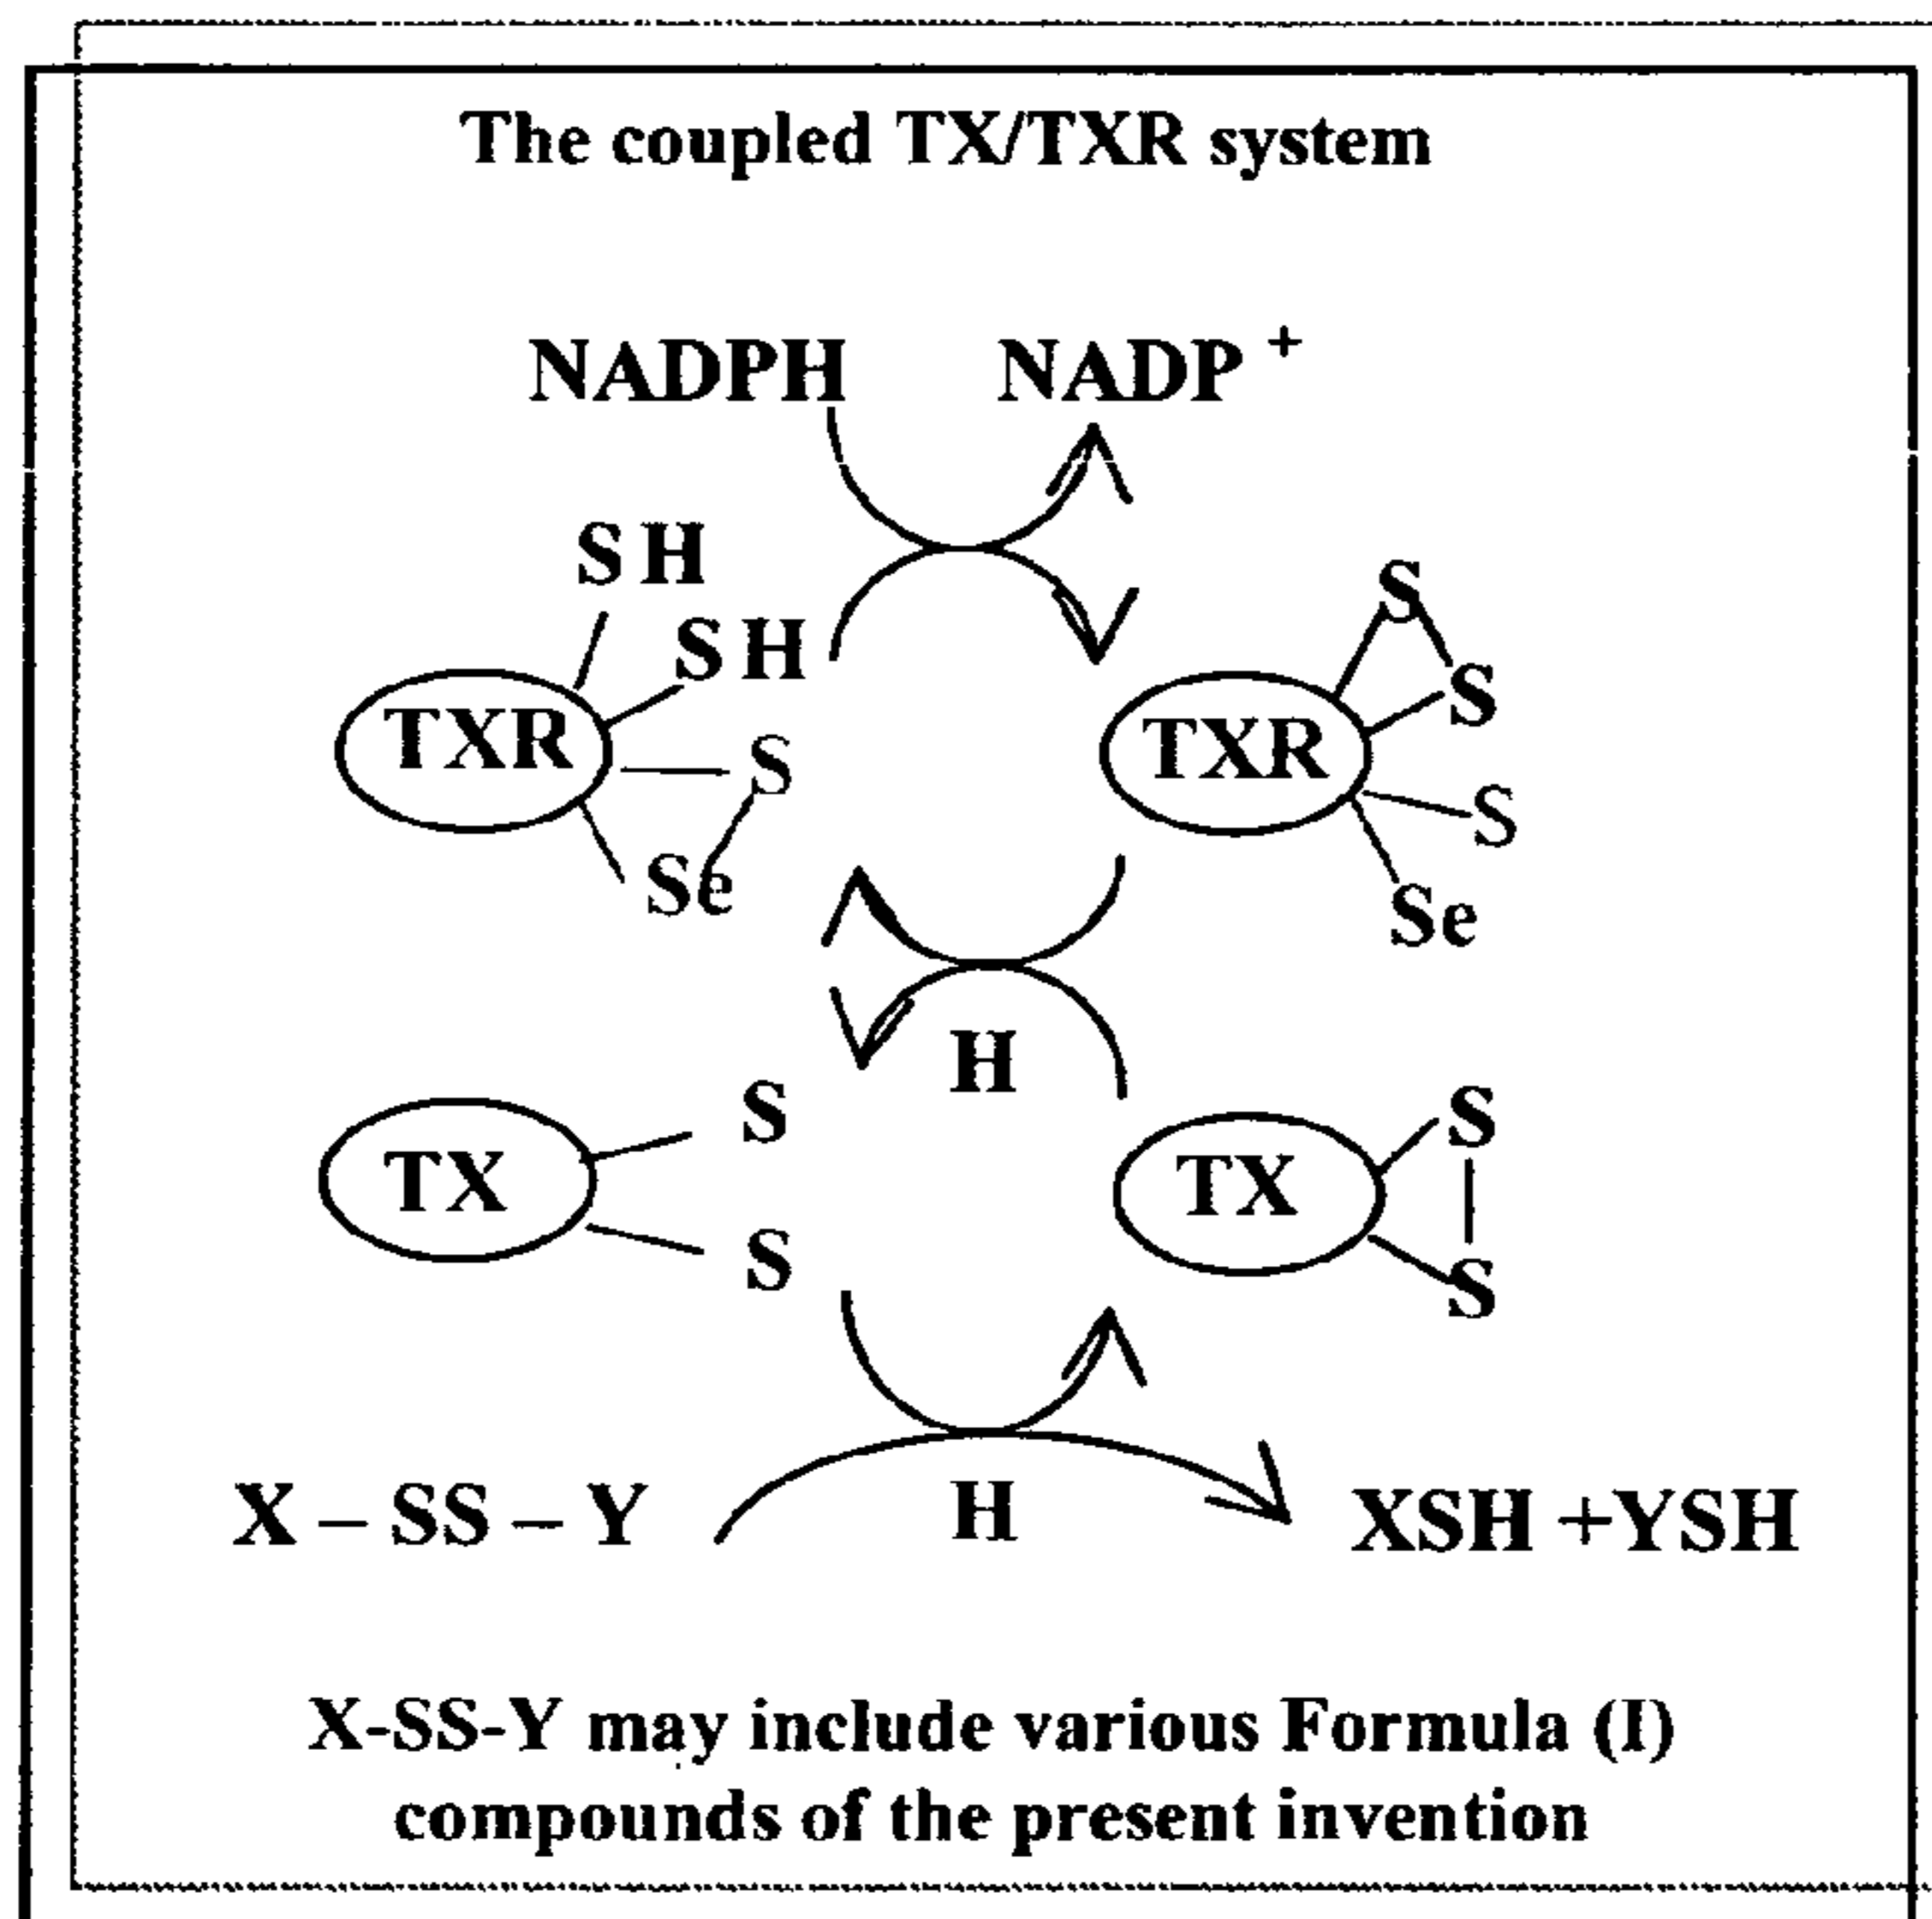 The coupled TX/TXR system
NADPH NADP +
SH
SH
S
S
TXR
TXR
S
S
Se
Se
H
S
S
TX
TX
S
S
X – SS – Y
H
XSH +YSH
X-SS-Y may include various Formula (I)
compounds of the present invention